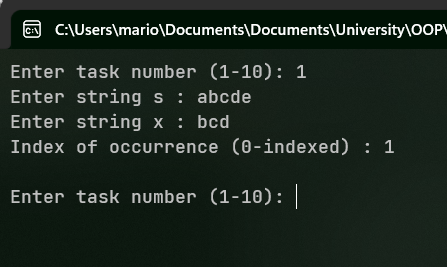 C:\Users\mario\Documents\Documents\University\OOP\
Enter task number (1-10): 1
Enter string s : abcde
Enter string x : bcd
Index of occurrence (0-indexed) : 1
Enter task number (1-10):